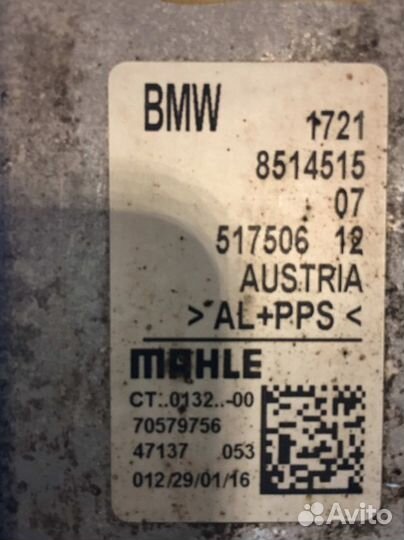 BMW 1721
8514515
07
517506 12
AUSTRIA
>AL+PPS<
MAHLE
CT..0132..-00
70579756
47137 053
012/29/01/16
Avito